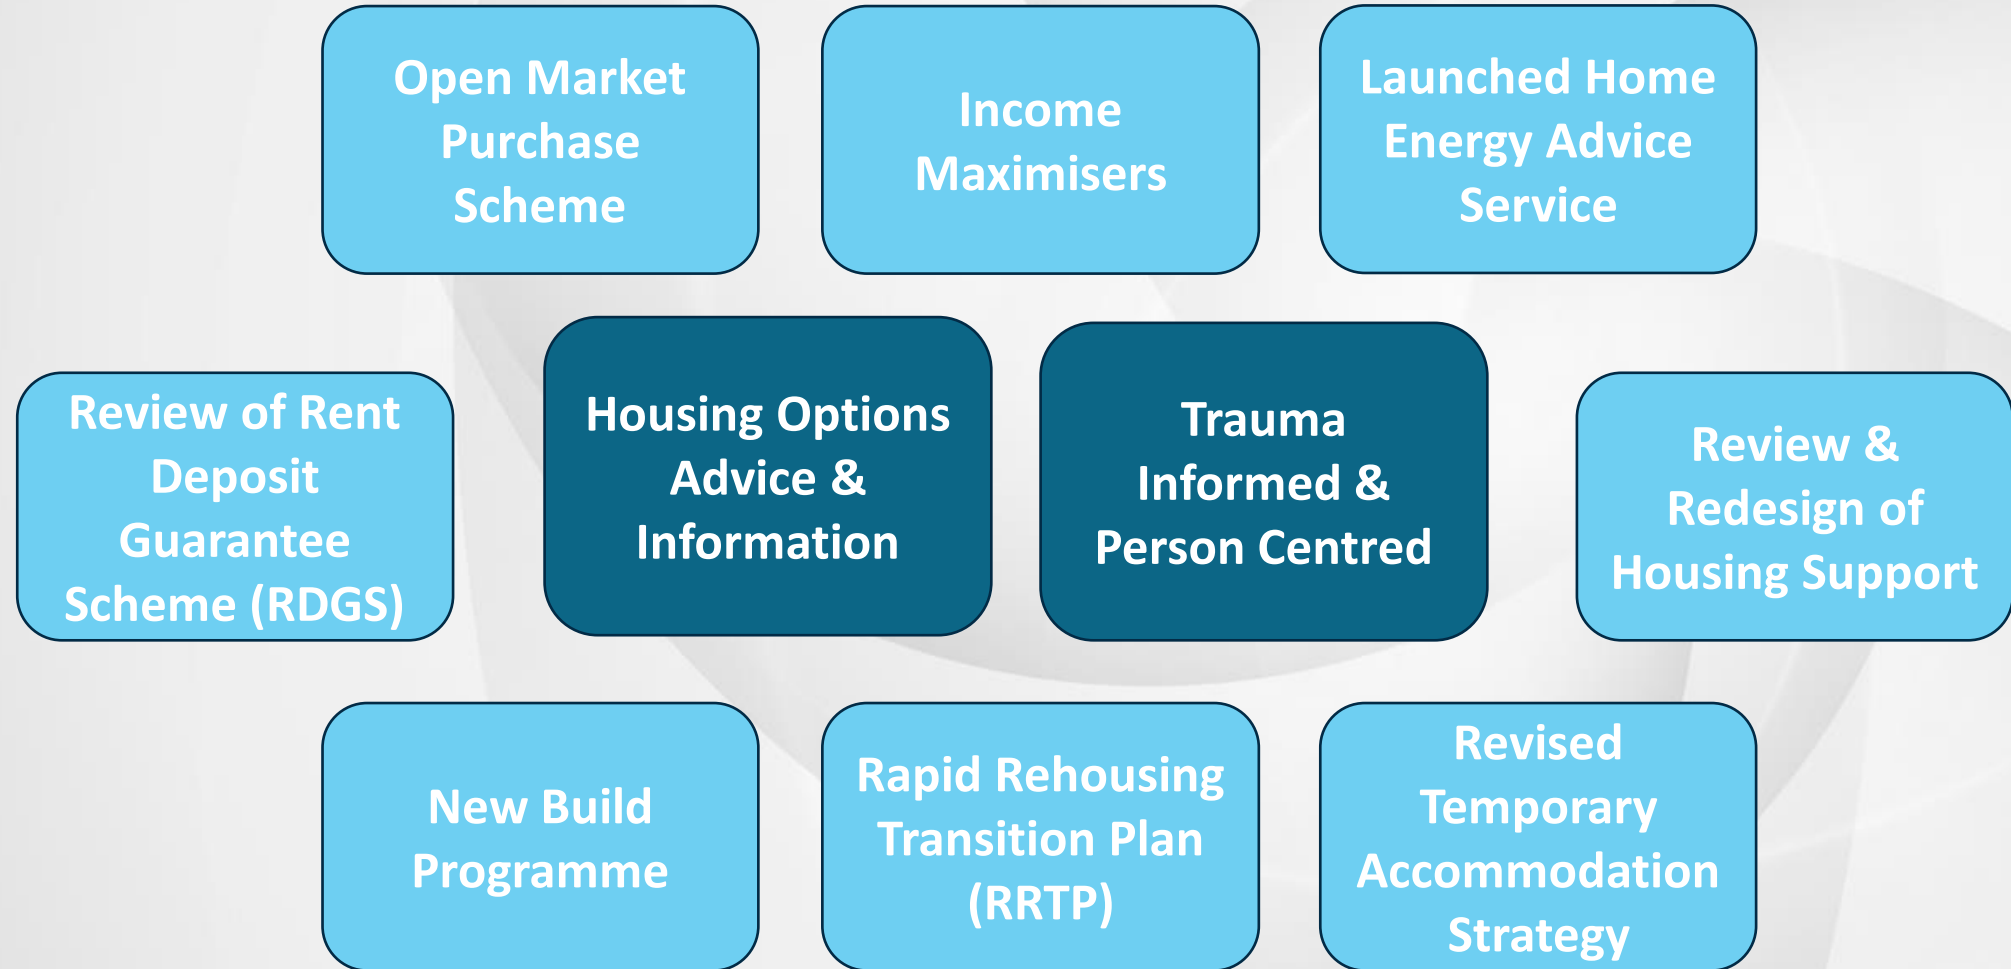 Open Market
Purchase
Scheme
Income
Maximisers
Launched Home
Energy Advice
Service
Review of Rent
Deposit
Guarantee
Scheme (RDGS)
Housing Options
Advice &
Information
Trauma
Informed &
Person Centred
Review &
Redesign of
Housing Support
New Build
Programme
Rapid Rehousing
Transition Plan
(RRTP)
Revised
Temporary
Accommodation
Strategy